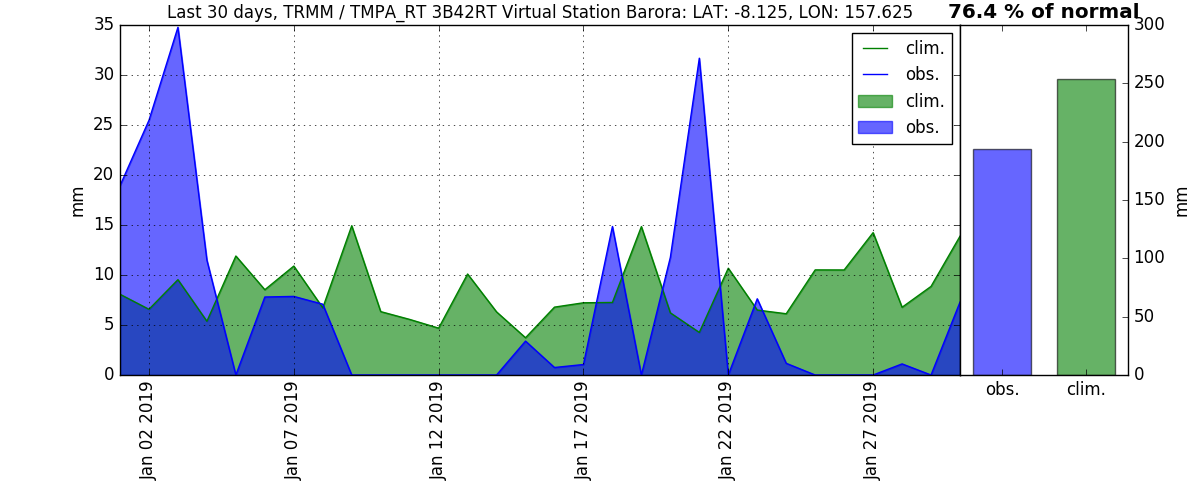 Last 30 days, TRMM / TMPA_RT 3B42RT Virtual Station Barora: LAT: -8.125, LON: 157.625
76.4 % of normal
35
30
25
20
15
10
5
0
mm
clim.
obs.
clim.
obs.
Jan 02 2019
Jan 07 2019
Jan 12 2019
Jan 17 2019
Jan 22 2019
Jan 27 2019
300
250
200
150
100
50
0
mm
obs.
clim.